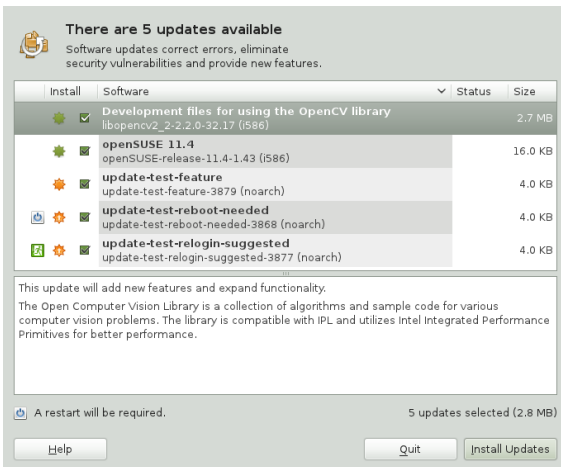 There are 5 updates available
Software updates correct errors, eliminate
security vulnerabilities and provide new features.
Install Software Status Size
Development files for using the OpenCV library
libopencv2_2-2.2.0-32.17 (i586)
2.7 MB
openSUSE 11.4
openSUSE-release-11.4-1.43 (i586)
16.0 KB
update-test-feature
update-test-feature-3879 (noarch)
4.0 KB
update-test-reboot-needed
update-test-reboot-needed-3868 (noarch)
4.0 KB
update-test-relogin-suggested
update-test-relogin-suggested-3877 (noarch)
4.0 KB
This update will add new features and expand functionality.
The Open Computer Vision Library is a collection of algorithms and sample code for various
computer vision problems. The library is compatible with IPL and utilizes Intel Integrated Performance
Primitives for better performance.
A restart will be required.
5 updates selected (2.8 MB)
Help Quit Install Updates